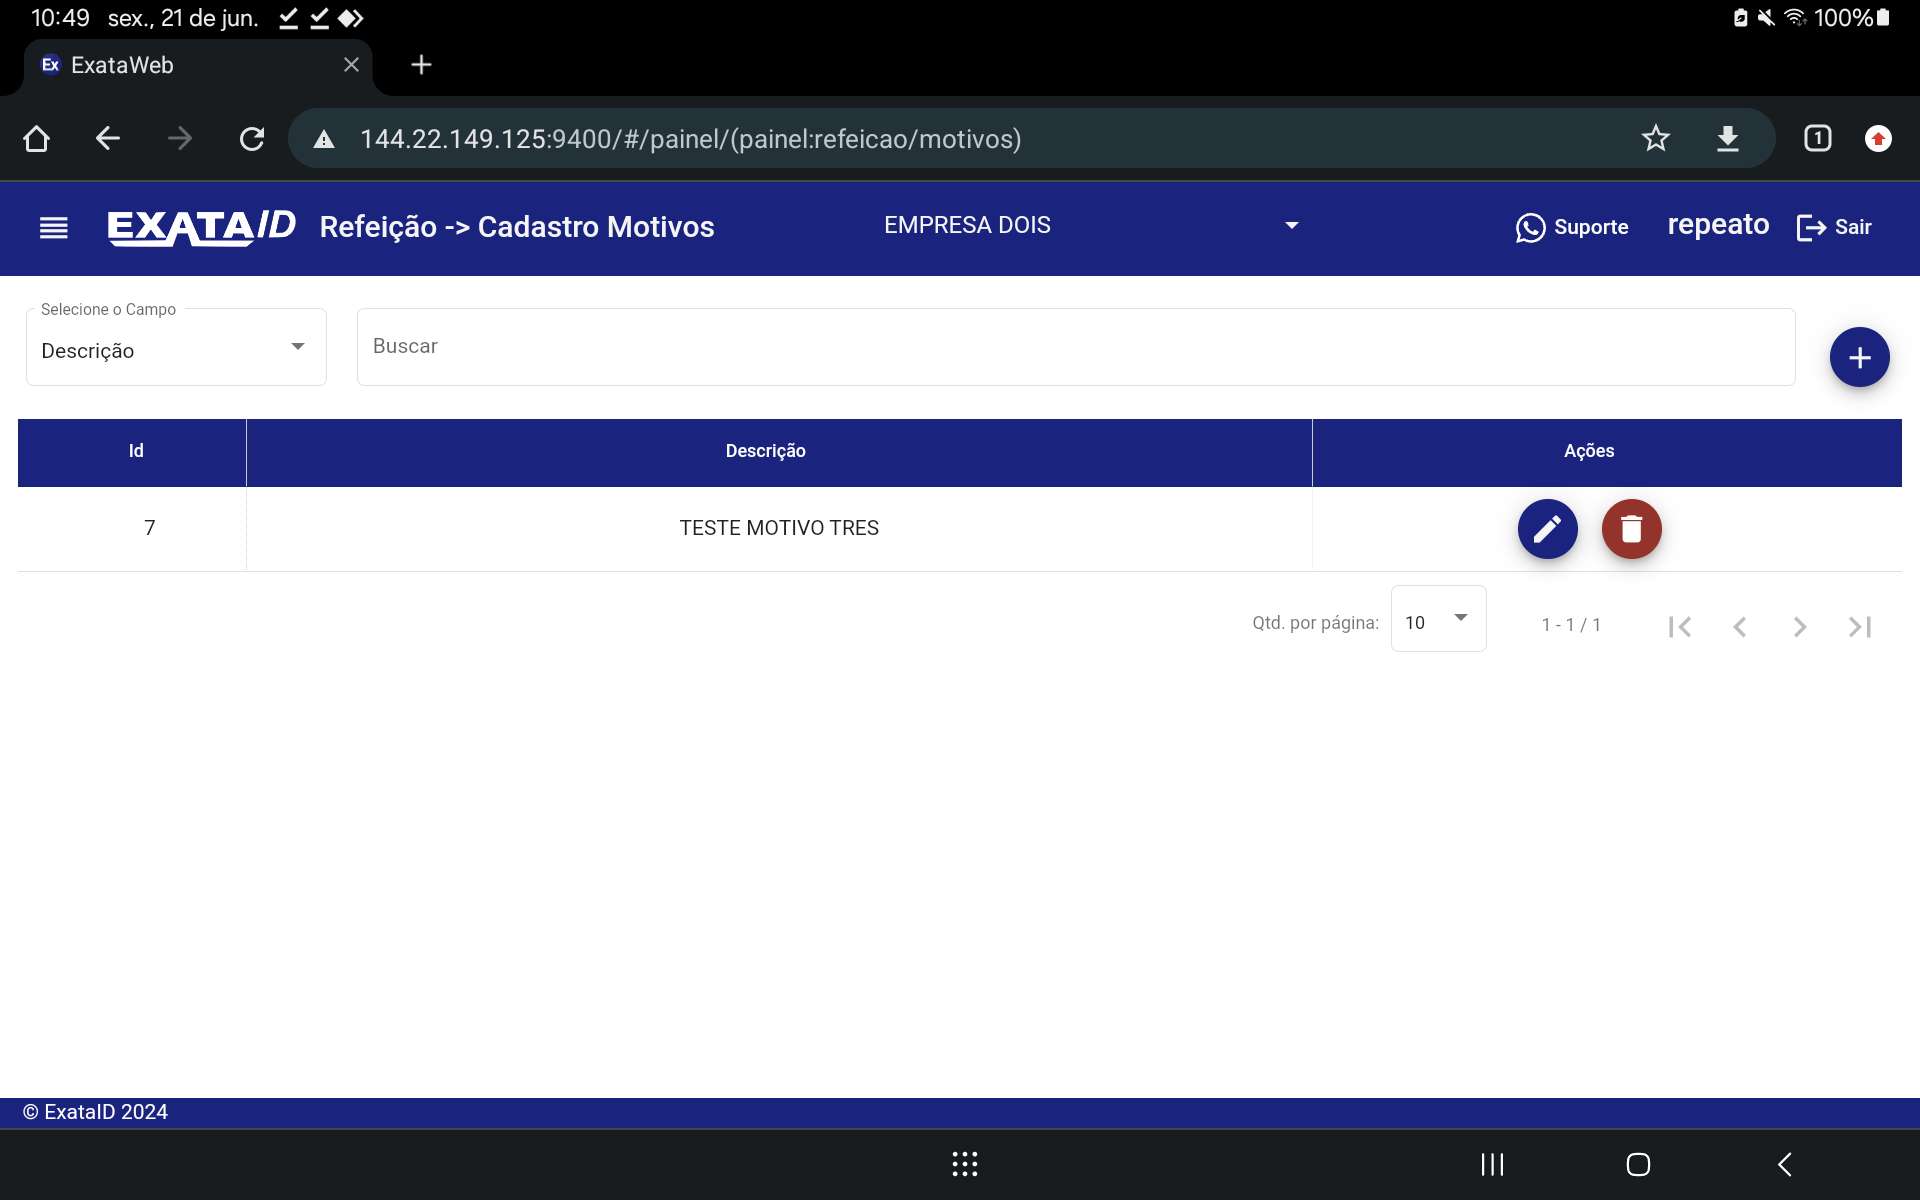 10:49 sex., 21 de jun. 100%
Ex ExataWeb
144.22.149.125:9400/#/painel/(painel:refeicao/motivos) 1
EXATAID Refeição -> Cadastro Motivos EMPRESA DOIS Suporte repeato Sair
Selecione o Campo
Descrição Buscar
Id Descrição Ações
7 TESTE MOTIVO TRES
Qtd. por página: 10 1 - 1 / 1
© ExataID 2024